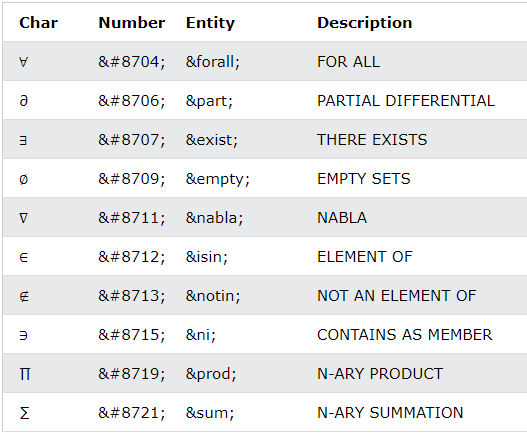 Char Number Entity Description
∀ &#8704; &forall; FOR ALL
∂ &#8706; &part; PARTIAL DIFFERENTIAL
∃ &#8707; &exist; THERE EXISTS
∅ &#8709; &empty; EMPTY SETS
∇ &#8711; &nabla; NABLA
∈ &#8712; &isin; ELEMENT OF
∉ &#8713; &notin; NOT AN ELEMENT OF
∋ &#8715; &ni; CONTAINS AS MEMBER
∏ &#8719; &prod; N-ARY PRODUCT
∑ &#8721; &sum; N-ARY SUMMATION